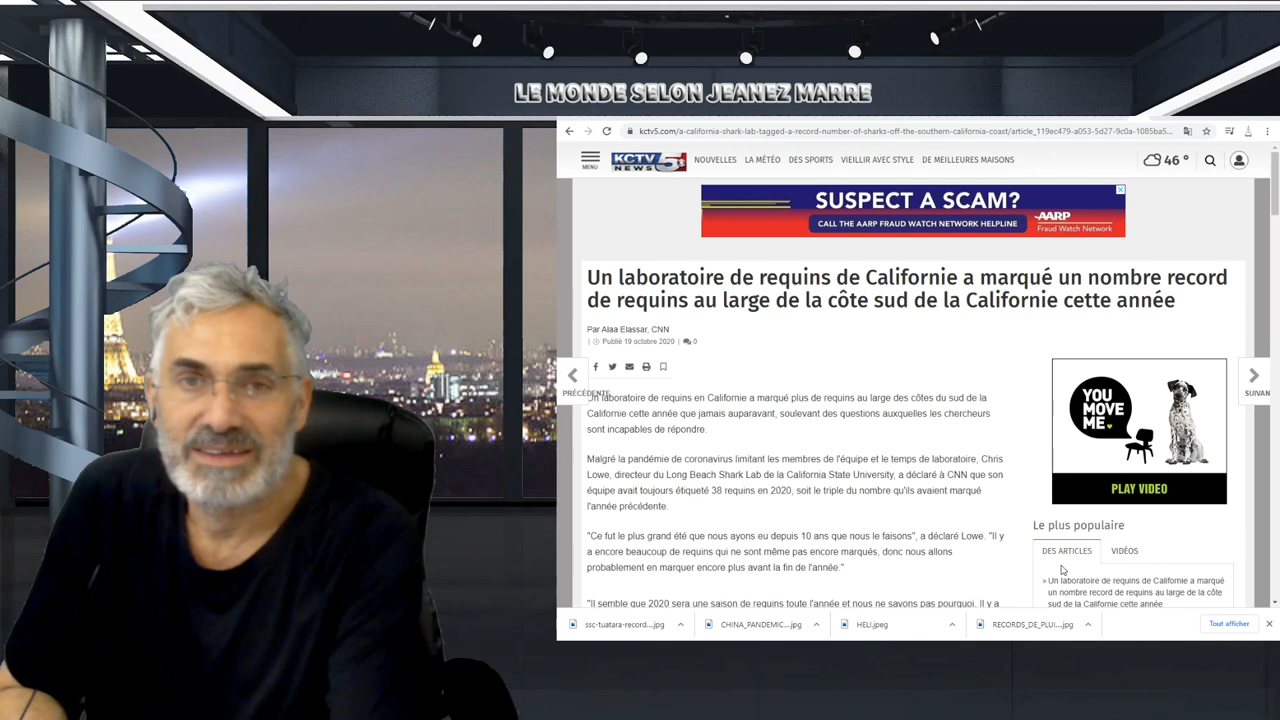 LE MONDE SELON JEANEZ MARRE
kctv5.com/a-california-shark-lab-tagged-a-record-number-of-sharks-off-the-southern-california-coast/article_119ec479-a053-5d27-9c0a-1085ba5...
MENU
KCTV 5
NEWS
NOUVELLES LA MÉTÉO DES SPORTS VIEILLIR AVEC STYLE DE MEILLEURES MAISONS
46 °
SUSPECT A SCAM?
CALL THE AARP FRAUD WATCH NETWORK HELPLINE
AARP
Fraud Watch Network
Un laboratoire de requins de Californie a marqué un nombre record
de requins au large de la côte sud de la Californie cette année
Par Alaa Elassar, CNN
| Publié 19 octobre 2020 | 0
PRÉCÉDENTE
SUIVAN
Un laboratoire de requins en Californie a marqué plus de requins au large des côtes du sud de la
Californie cette année que jamais auparavant, soulevant des questions auxquelles les chercheurs
sont incapables de répondre.
Malgré la pandémie de coronavirus limitant les membres de l'équipe et le temps de laboratoire, Chris
Lowe, directeur du Long Beach Shark Lab de la California State University, a déclaré à CNN que son
équipe avait toujours étiqueté 38 requins en 2020, soit le triple du nombre qu'ils avaient marqué
l'année précédente.
"Ce fut le plus grand été que nous ayons eu depuis 10 ans que nous le faisons", a déclaré Lowe. "Il y
a encore beaucoup de requins qui ne sont même pas encore marqués, donc nous allons
probablement en marquer encore plus avant la fin de l'année."
"Il semble que 2020 sera une saison de requins toute l'année et nous ne savons pas pourquoi. Il y a
YOU
MOVE
ME
PLAY VIDEO
Le plus populaire
DES ARTICLES VIDÉOS
» Un laboratoire de requins de Californie a marqué
un nombre record de requins au large de la côte
sud de la Californie cette année
ssc-tuatara-record....jpg CHINA_PANDEMIC....jpg HELI.jpeg RECORDS_DE_PLUI....jpg Tout afficher